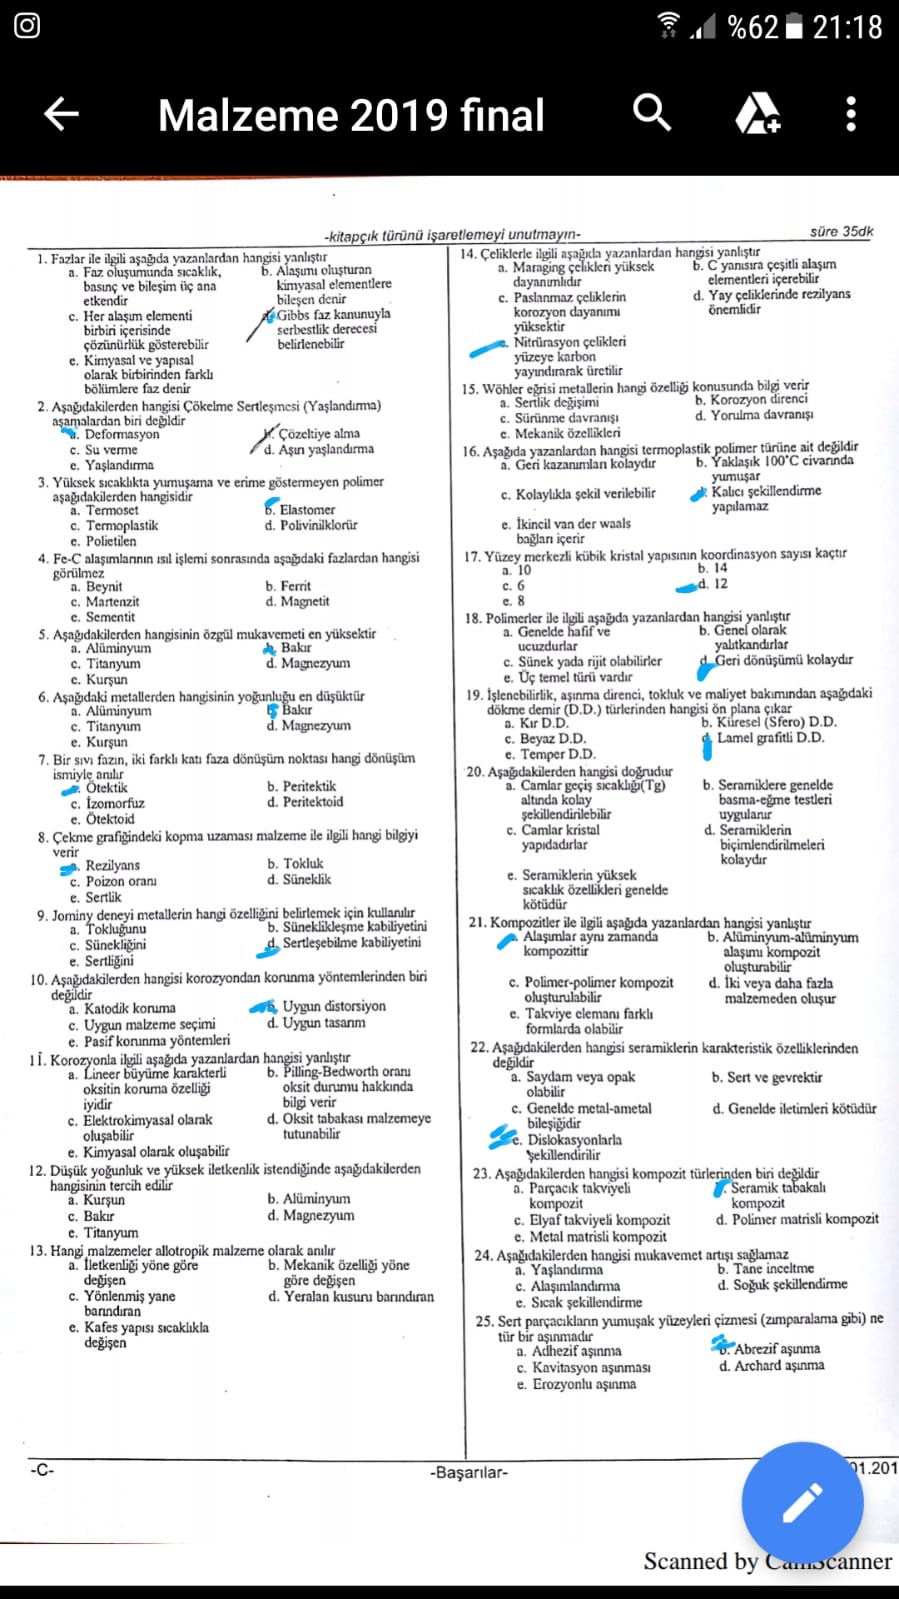 %62 21:18
Malzeme 2019 final
-kitapçık türünü işaretlemeyi unutmayın-
süre 35dk
1. Fazlar ile ilgili aşağıda yazanlardan hangisi yanlıştır
a. Faz oluşumunda sıcaklık, basınç ve bileşim üç ana etkendir
b. Alaşımı oluşturan kimyasal elementlere bileşen denir
c. Her alaşım elementi birbiri içerisinde çözünürlük gösterebilir
Gibbs faz kanunuyla serbestlik derecesi belirlenebilir
e. Kimyasal ve yapısal olarak birbirinden farklı bölümlere faz denir
2. Aşağıdakilerden hangisi Çökelme Sertleşmesi (Yaşlandırma) aşamalardan biri değildir
a. Deformasyon
b. Çözeltiye alma
c. Su verme
d. Aşırı yaşlandırma
e. Yaşlandırma
3. Yüksek sıcaklıkta yumuşama ve erime göstermeyen polimer aşağıdakilerden hangisidir
a. Termoset
b. Elastomer
c. Termoplastik
d. Polivinilklorür
e. Polietilen
4. Fe-C alaşımlarının ısıl işlemi sonrasında aşağıdaki fazlardan hangisi görülmez
a. Beynit
b. Ferrit
c. Martenzit
d. Magnetit
e. Sementit
5. Aşağıdakilerden hangisinin özgül mukavemeti en yüksektir
a. Alüminyum
b. Bakır
c. Titanyum
d. Magnezyum
e. Kurşun
6. Aşağıdaki metallerden hangisinin yoğunluğu en düşüktür
a. Alüminyum
b. Bakır
c. Titanyum
d. Magnezyum
e. Kurşun
7. Bir sıvı fazın, iki farklı katı faza dönüşüm noktası hangi dönüşüm ismiyle anılır
Ötektik
b. Peritektik
c. İzomorfuz
d. Peritektoid
e. Ötektoid
8. Çekme grafiğindeki kopma uzaması malzeme ile ilgili hangi bilgiyi verir
a. Rezilyans
b. Tokluk
c. Poizon oranı
d. Süneklik
e. Sertlik
9. Jominy deneyi metallerin hangi özelliğini belirlemek için kullanılır
a. Tokluğunu
b. Süneklikleşme kabiliyetini
c. Sünekliğini
d. Sertleşebilme kabiliyetini
e. Sertliğini
10. Aşağıdakilerden hangisi korozyondan korunma yöntemlerinden biri değildir
a. Katodik koruma
b. Uygun distorsiyon
c. Uygun malzeme seçimi
d. Uygun tasarım
e. Pasif korunma yöntemleri
11. Korozyonla ilgili aşağıda yazanlardan hangisi yanlıştır
a. Lineer büyüme karakterli oksitin koruma özelliği iyidir
b. Pilling-Bedworth oranı oksit durumu hakkında bilgi verir
c. Elektrokimyasal olarak oluşabilir
d. Oksit tabakası malzemeye tutunabilir
e. Kimyasal olarak oluşabilir
12. Düşük yoğunluk ve yüksek iletkenlik istendiğinde aşağıdakilerden hangisinin tercih edilir
a. Kurşun
b. Alüminyum
c. Bakır
d. Magnezyum
e. Titanyum
13. Hangi malzemeler allotropik malzeme olarak anılır
a. İletkenliği yöne göre değişen
b. Mekanik özelliği yöne göre değişen
c. Yönlenmiş yane barındıran
d. Yeralan kusuru barındıran
e. Kafes yapısı sıcaklıkla değişen
14. Çeliklerle ilgili aşağıda yazanlardan hangisi yanlıştır
a. Maraging çelikleri yüksek dayanımlıdır
b. C yanısıra çeşitli alaşım elementleri içerebilir
c. Paslanmaz çeliklerin korozyon dayanımı yüksektir
d. Yay çeliklerinde rezilyans önemlidir
e. Nitrürasyon çelikleri yüzeye karbon yayındırarak üretilir
15. Wöhler eğrisi metallerin hangi özelliği konusunda bilgi verir
a. Sertlik değişimi
b. Korozyon direnci
c. Sürünme davranışı
d. Yorulma davranışı
e. Mekanik özellikleri
16. Aşağıda yazanlardan hangisi termoplastik polimer türüne ait değildir
a. Geri kazanımları kolaydır
b. Yaklaşık 100°C civarında yumuşar
c. Kolaylıkla şekil verilebilir
d. Kalıcı şekillendirme yapılamaz
e. İkincil van der waals bağları içerir
17. Yüzey merkezli kübik kristal yapısının koordinasyon sayısı kaçtır
a. 10
b. 14
c. 6
d. 12
e. 8
18. Polimerler ile ilgili aşağıda yazanlardan hangisi yanlıştır
a. Genelde hafif ve ucuzdurlar
b. Genel olarak yalıtkandırlar
c. Sünek yada rijit olabilirler
d. Geri dönüşümü kolaydır
e. Üç temel türü vardır
19. İşlenebilirlik, aşınma direnci, tokluk ve maliyet bakımından aşağıdaki dökme demir (D.D.) türlerinden hangisi ön plana çıkar
a. Kır D.D.
b. Küresel (Sfero) D.D.
c. Beyaz D.D.
d. Lamel grafitli D.D.
e. Temper D.D.
20. Aşağıdakilerden hangisi doğrudur
a. Camlar geçiş sıcaklığı(Tg) altında kolay şekillendirilebilir
b. Seramiklere genelde basma-eğme testleri uygulanır
c. Camlar kristal yapıdadırlar
d. Seramiklerin biçimlendirilmeleri kolaydır
e. Seramiklerin yüksek sıcaklık özellikleri genelde kötüdür
21. Kompozitler ile ilgili aşağıda yazanlardan hangisi yanlıştır
Alaşımlar aynı zamanda kompozittir
b. Alüminyum-alüminyum alaşımı kompozit oluşturabilir
c. Polimer-polimer kompozit oluşturulabilir
d. İki veya daha fazla malzemeden oluşur
e. Takviye elemanı farklı formlarda olabilir
22. Aşağıdakilerden hangisi seramiklerin karakteristik özelliklerinden değildir
a. Saydam veya opak olabilir
b. Sert ve gevrektir
c. Genelde metal-ametal bileşiğidir
d. Genelde iletimleri kötüdür
e. Dislokasyonlarla şekillendirilir
23. Aşağıdakilerden hangisi kompozit türlerinden biri değildir
a. Parçacık takviyeli kompozit
Seramik tabakalı kompozit
c. Elyaf takviyeli kompozit
d. Polimer matrisli kompozit
e. Metal matrisli kompozit
24. Aşağıdakilerden hangisi mukavemet artışı sağlamaz
a. Yaşlandırma
b. Tane inceltme
c. Alaşımlandırma
d. Soğuk şekillendirme
e. Sıcak şekillendirme
25. Sert parçacıkların yumuşak yüzeyleri çizmesi (zımparalama gibi) ne tür bir aşınmadır
a. Adhezif aşınma
b. Abrezif aşınma
c. Kavitasyon aşınması
d. Archard aşınma
e. Erozyonlu aşınma
-C-
-Başarılar-
01.201
Scanned by CamScanner